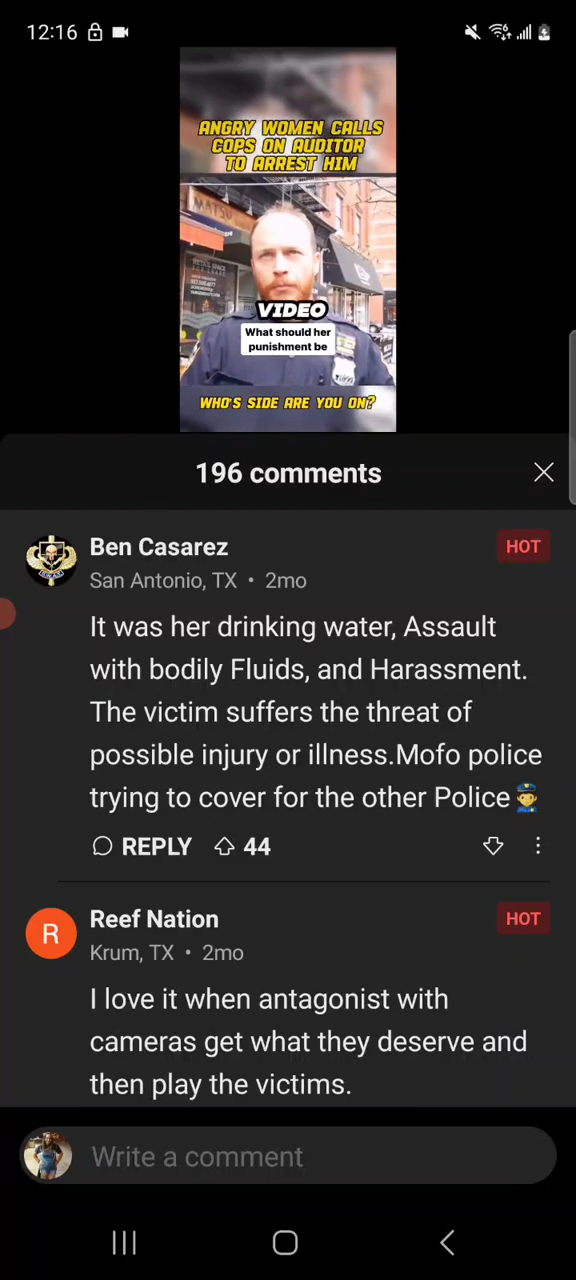 12:16
ANGRY WOMEN CALLS
COPS ON AUDITOR
TO ARREST HIM
MATSU
VIDEO
What should her
punishment be
WHO'S SIDE ARE YOU ON?
196 comments
Ben Casarez
HOT
San Antonio, TX • 2mo
It was her drinking water, Assault
with bodily Fluids, and Harassment.
The victim suffers the threat of
possible injury or illness.Mofo police
trying to cover for the other Police👮
REPLY 44
R
Reef Nation
HOT
Krum, TX • 2mo
I love it when antagonist with
cameras get what they deserve and
then play the victims.
Write a comment